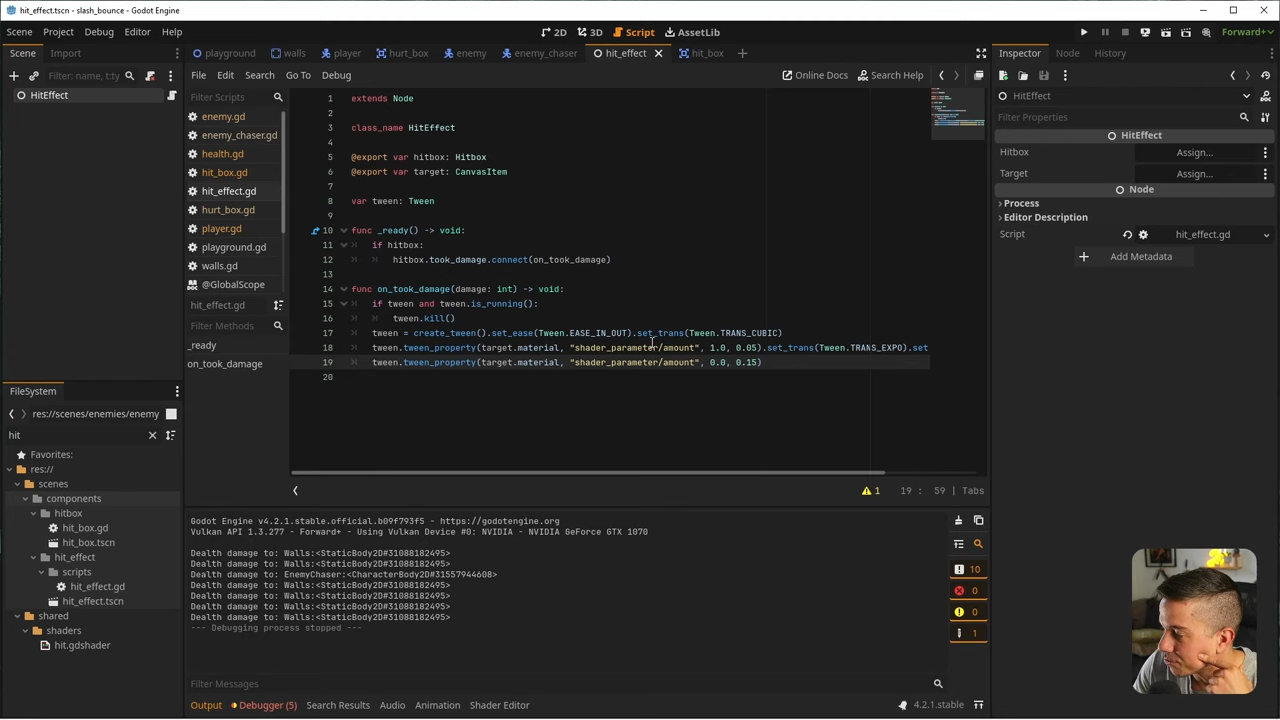 hit_effect.tscn - slash_bounce - Godot Engine
Scene Project Debug Editor Help
2D 3D Script AssetLib
Forward+
Scene Import
playground walls player hurt_box enemy enemy_chaser hit_effect hit_box
Inspector Node History
Filter: name, t:ty
File Edit Search Go To Debug
Online Docs Search Help
HitEffect
Filter Scripts
enemy.gd
enemy_chaser.gd
health.gd
hit_box.gd
hit_effect.gd
hurt_box.gd
player.gd
playground.gd
walls.gd
@GlobalScope
hit_effect.gd
Filter Methods
_ready
on_took_damage
1 extends Node
2
3 class_name HitEffect
4
5 @export var hitbox: Hitbox
6 @export var target: CanvasItem
7
8 var tween: Tween
9
10 func _ready() -> void:
11 if hitbox:
12 hitbox.took_damage.connect(on_took_damage)
13
14 func on_took_damage(damage: int) -> void:
15 if tween and tween.is_running():
16 tween.kill()
17 tween = create_tween().set_ease(Tween.EASE_IN_OUT).set_trans(Tween.TRANS_CUBIC)
18 tween.tween_property(target.material, "shader_parameter/amount", 1.0, 0.05).set_trans(Tween.TRANS_EXPO).set
19 tween.tween_property(target.material, "shader_parameter/amount", 0.0, 0.15)
20
1 19 : 59 | Tabs
HitEffect
Filter Properties
HitEffect
Hitbox Assign...
Target Assign...
Node
Process
Editor Description
Script hit_effect.gd
Add Metadata
FileSystem
res://scenes/enemies/enemy
hit
Favorites:
res://
scenes
components
hitbox
hit_box.gd
hit_box.tscn
hit_effect
scripts
hit_effect.gd
hit_effect.tscn
shared
shaders
hit.gdshader
Godot Engine v4.2.1.stable.official.b09f793f5 - https://godotengine.org
Vulkan API 1.3.277 - Forward+ - Using Vulkan Device #0: NVIDIA - NVIDIA GeForce GTX 1070
Dealth damage to: Walls:<StaticBody2D#31088182495>
Dealth damage to: Walls:<StaticBody2D#31088182495>
Dealth damage to: EnemyChaser:<CharacterBody2D#31557944608>
Dealth damage to: Walls:<StaticBody2D#31088182495>
Dealth damage to: Walls:<StaticBody2D#31088182495>
Dealth damage to: Walls:<StaticBody2D#31088182495>
Dealth damage to: Walls:<StaticBody2D#31088182495>
--- Debugging process stopped ---
10
0
0
1
Filter Messages
Output Debugger (5) Search Results Audio Animation Shader Editor
4.2.1.stable